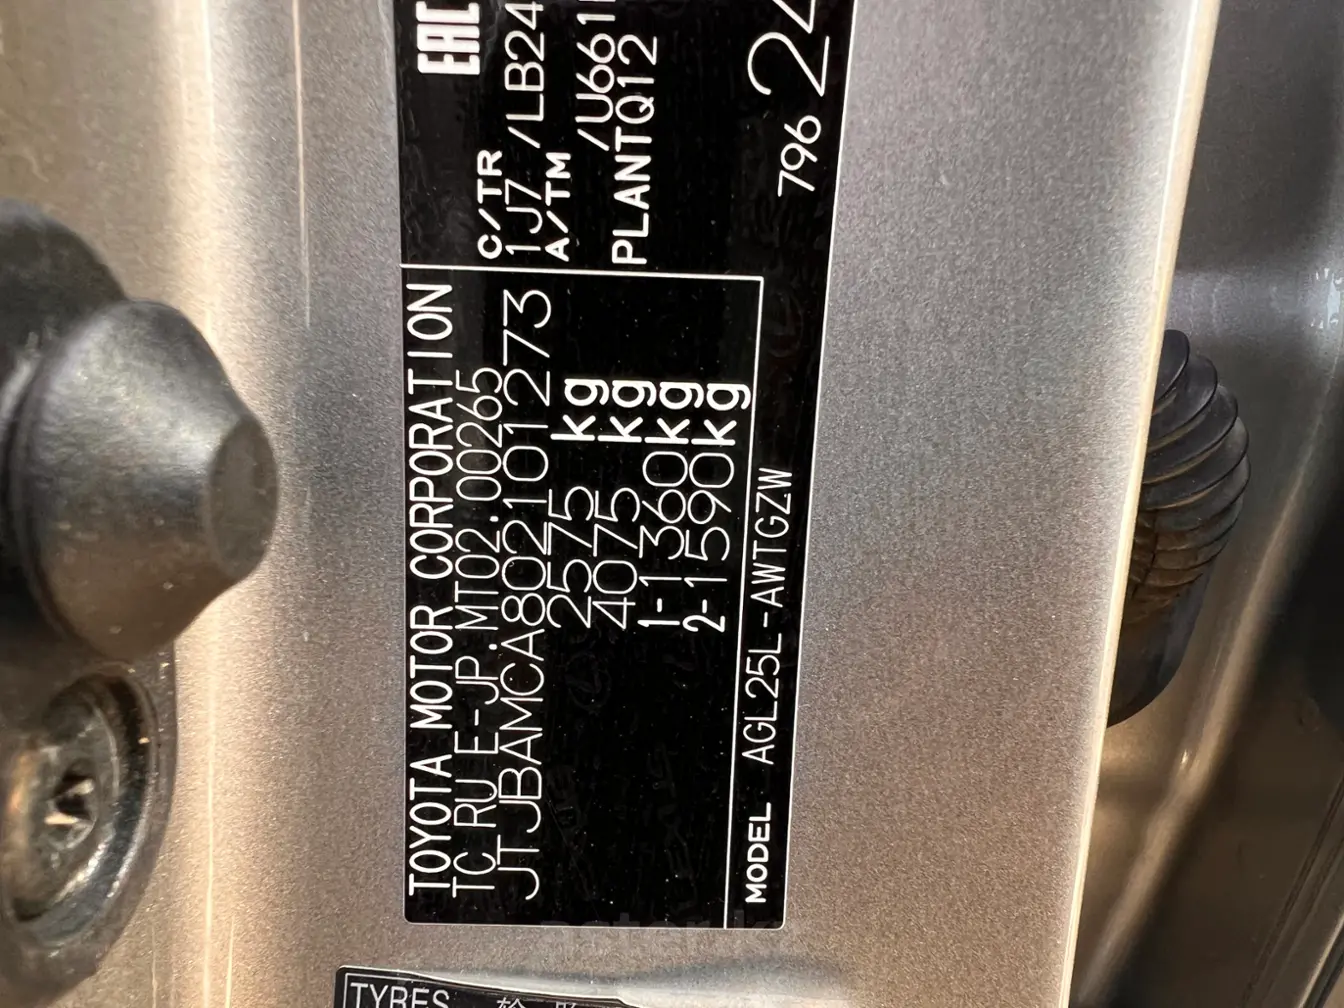 TOYOTA MOTOR CORPORATION
TC RU E-JP.MT02.00265
JTJBAMCA802101273
2575 kg
4075 kg
1-1360kg
2-1590kg
MODEL AGL25L-AWTGZW
EAC
C/TR
1J7 /LB24
A/TM
/U661
PLANTQ12
796 24
TYRES